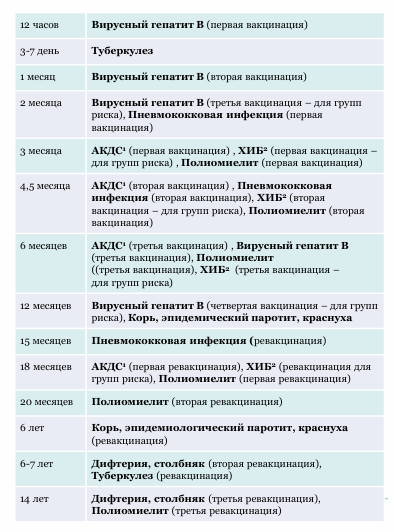 12 часов
Вирусный гепатит В (первая вакцинация)
3-7 день
Туберкулез
1 месяц
Вирусный гепатит В (вторая вакцинация)
2 месяца
Вирусный гепатит В (третья вакцинация – для групп
риска), Пневмококковая инфекция (первая
вакцинация)
3 месяца
АКДС¹ (первая вакцинация) , ХИБ² (первая вакцинация –
для групп риска) , Полиомиелит (первая вакцинация)
4,5 месяца
АКДС¹ (вторая вакцинация) , Пневмококковая
инфекция (вторая вакцинация), ХИБ² (вторая
вакцинация – для групп риска), Полиомиелит (вторая
вакцинация)
6 месяцев
АКДС¹ (третья вакцинация) , Вирусный гепатит В
(третья вакцинация), Полиомиелит
((третья вакцинация), ХИБ² (третья вакцинация –
для групп риска)
12 месяцев
Вирусный гепатит В (четвертая вакцинация – для групп
риска), Корь, эпидемический паротит, краснуха
15 месяцев
Пневмококковая инфекция (ревакцинация)
18 месяцев
АКДС¹ (первая ревакцинация), ХИБ² (ревакцинация для
групп риска), Полиомиелит (первая ревакцинация)
20 месяцев
Полиомиелит (вторая ревакцинация)
6 лет
Корь, эпидемиологический паротит, краснуха
(ревакцинация)
6-7 лет
Дифтерия, столбняк (вторая ревакцинация),
Туберкулез (ревакцинация)
14 лет
Дифтерия, столбняк (третья ревакцинация),
Полиомиелит (третья ревакцинация)